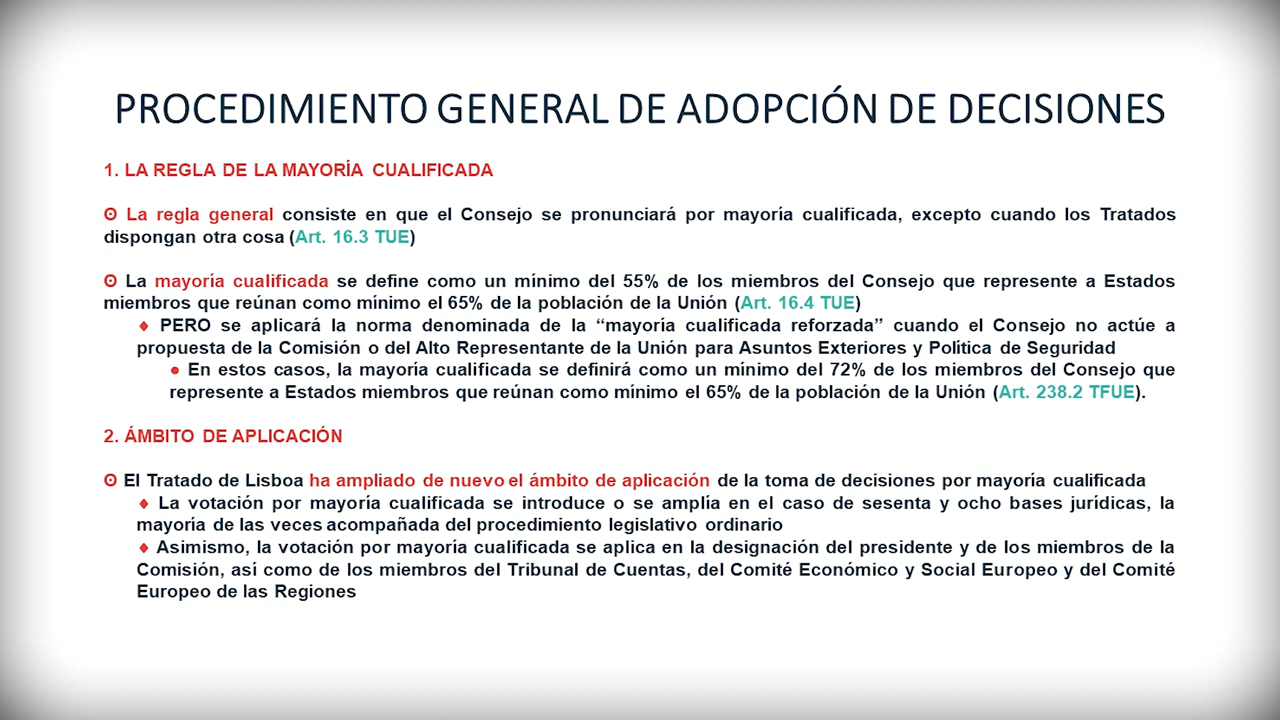 PROCEDIMIENTO GENERAL DE ADOPCIÓN DE DECISIONES
1. LA REGLA DE LA MAYORÍA CUALIFICADA
ʘ La regla general consiste en que el Consejo se pronunciará por mayoría cualificada, excepto cuando los Tratados
dispongan otra cosa (Art. 16.3 TUE)
ʘ La mayoría cualificada se define como un mínimo del 55% de los miembros del Consejo que represente a Estados
miembros que reúnan como mínimo el 65% de la población de la Unión (Art. 16.4 TUE)
♦ PERO se aplicará la norma denominada de la “mayoría cualificada reforzada” cuando el Consejo no actúe a
propuesta de la Comisión o del Alto Representante de la Unión para Asuntos Exteriores y Política de Seguridad
● En estos casos, la mayoría cualificada se definirá como un mínimo del 72% de los miembros del Consejo que
represente a Estados miembros que reúnan como mínimo el 65% de la población de la Unión (Art. 238.2 TFUE).
2. ÁMBITO DE APLICACIÓN
ʘ El Tratado de Lisboa ha ampliado de nuevo el ámbito de aplicación de la toma de decisiones por mayoría cualificada
♦ La votación por mayoría cualificada se introduce o se amplía en el caso de sesenta y ocho bases jurídicas, la
mayoría de las veces acompañada del procedimiento legislativo ordinario
♦ Asimismo, la votación por mayoría cualificada se aplica en la designación del presidente y de los miembros de la
Comisión, así como de los miembros del Tribunal de Cuentas, del Comité Económico y Social Europeo y del Comité
Europeo de las Regiones